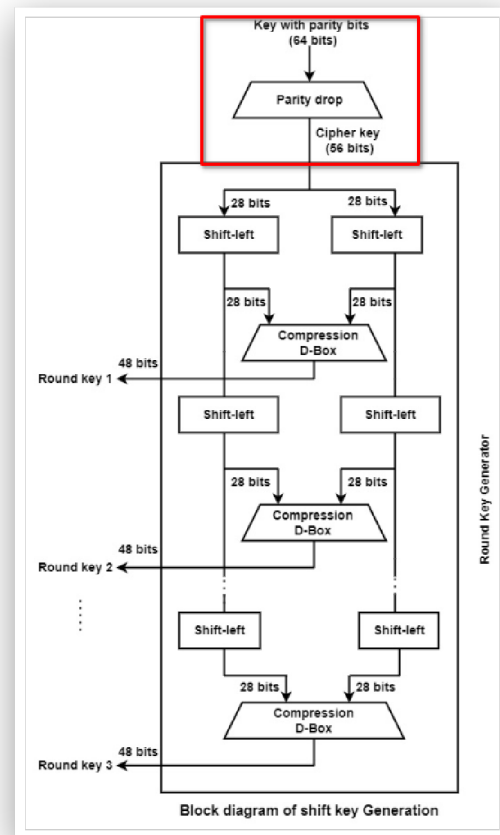 Key with parity bits
(64 bits)
Parity drop
Cipher key
(56 bits)
28 bits
28 bits
Shift-left
Shift-left
28 bits
28 bits
Compression
D-Box
48 bits
Round key 1
Shift-left
Shift-left
28 bits
28 bits
Compression
D-Box
48 bits
Round key 2
Shift-left
Shift-left
28 bits
28 bits
Compression
D-Box
48 bits
Round key 3
Round Key Generator
Block diagram of shift key Generation